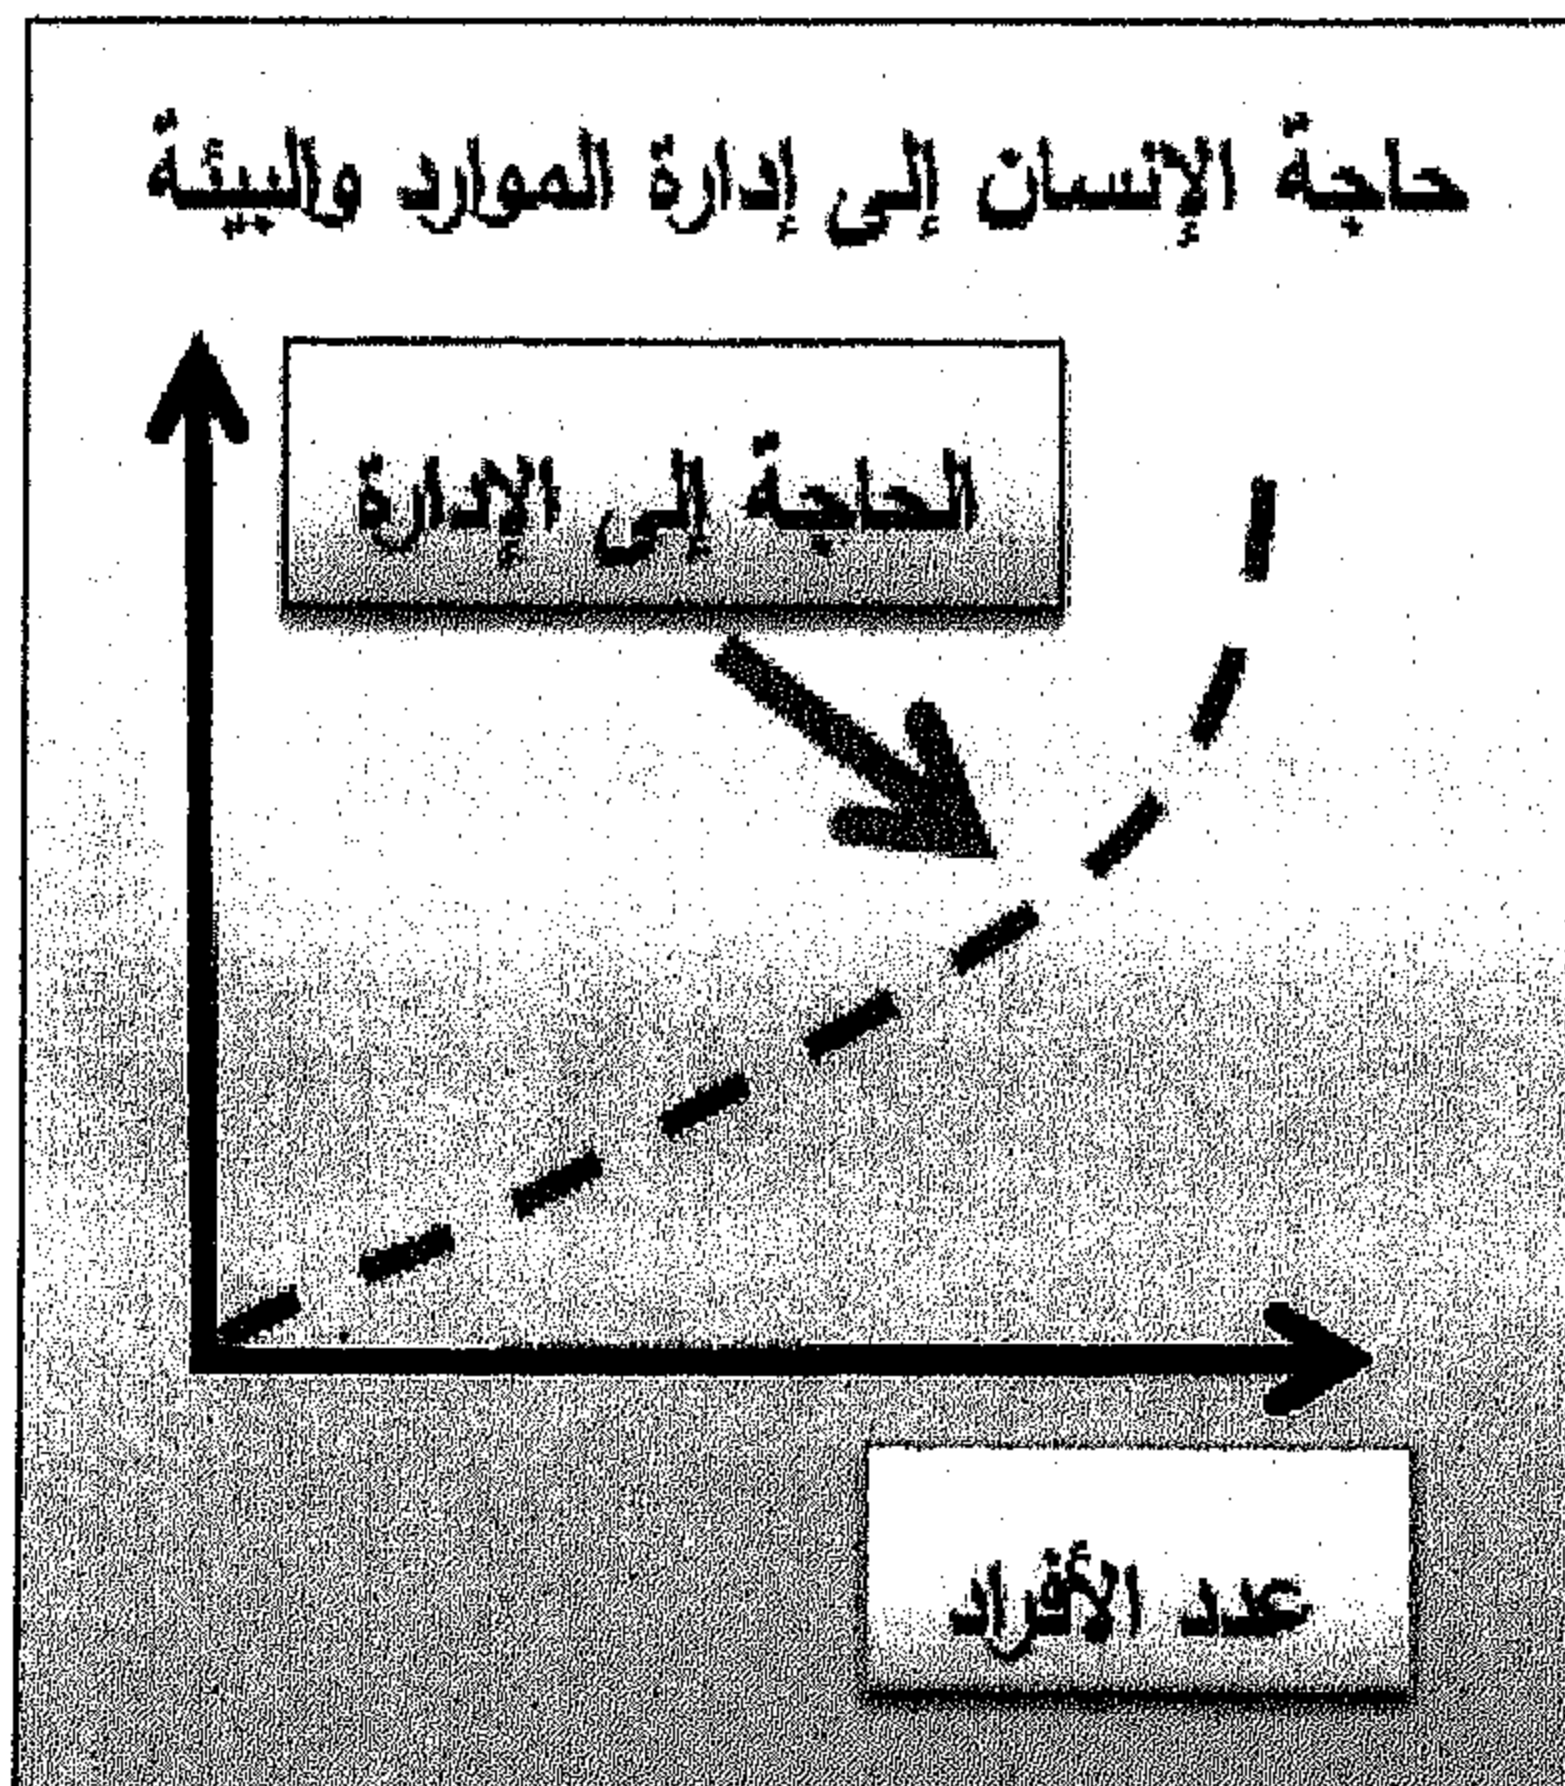 حاجة الإنسان إلى إدارة الموارد والبيئة
الحاجة إلى الإدارة
عدد الأفراد